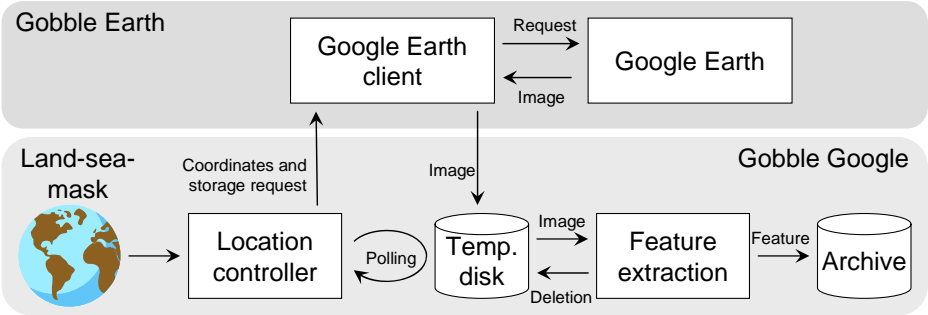 Gobble Earth
Google Earth
client
Request
Image
Google Earth
Land-sea-
mask
Coordinates and
storage request
Image
Gobble Google
Location
controller
Polling
Temp.
disk
Image
Deletion
Feature
extraction
Feature
Archive